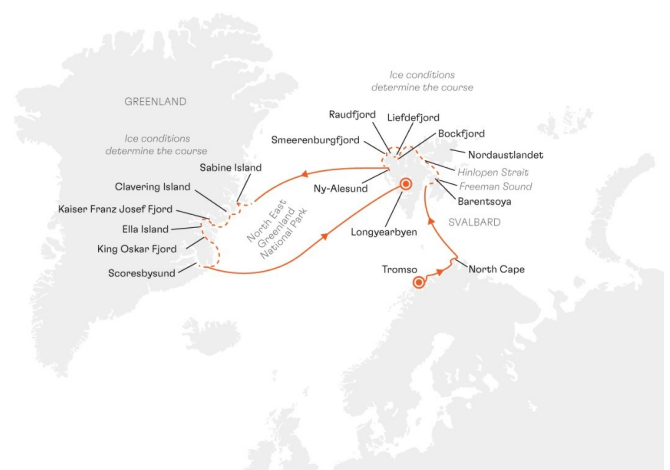 Ice conditions
determine the course
GREENLAND
Raudfjord
Liefdefjord
Bockfjord
Smeerenburgfjord
Nordaustlandet
Ice conditions
determine the course
Sabine Island
Hinlopen Strait
Clavering Island
Ny-Alesund
Freeman Sound
Barentsoya
Kaiser Franz Josef Fjord
North East
Greenland
National Park
SVALBARD
Ella Island
Longyearbyen
King Oskar Fjord
Scoresbysund
Tromso
North Cape